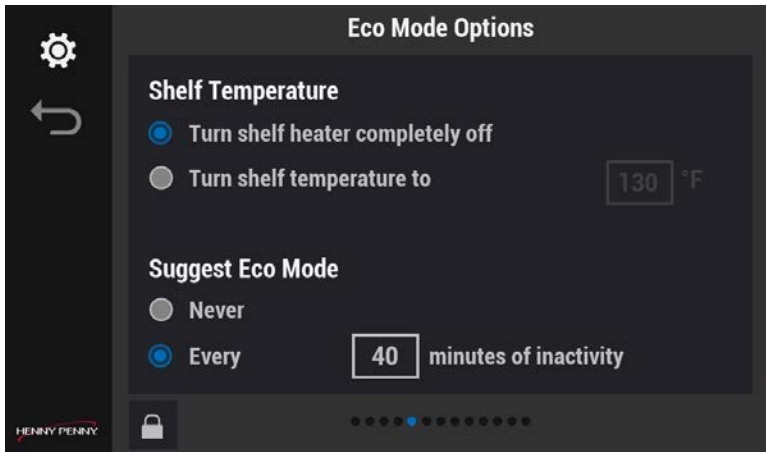 Eco Mode Options
Shelf Temperature
Turn shelf heater completely off
Turn shelf temperature to 130 °F
Suggest Eco Mode
Never
Every 40 minutes of inactivity
HENNY PENNY